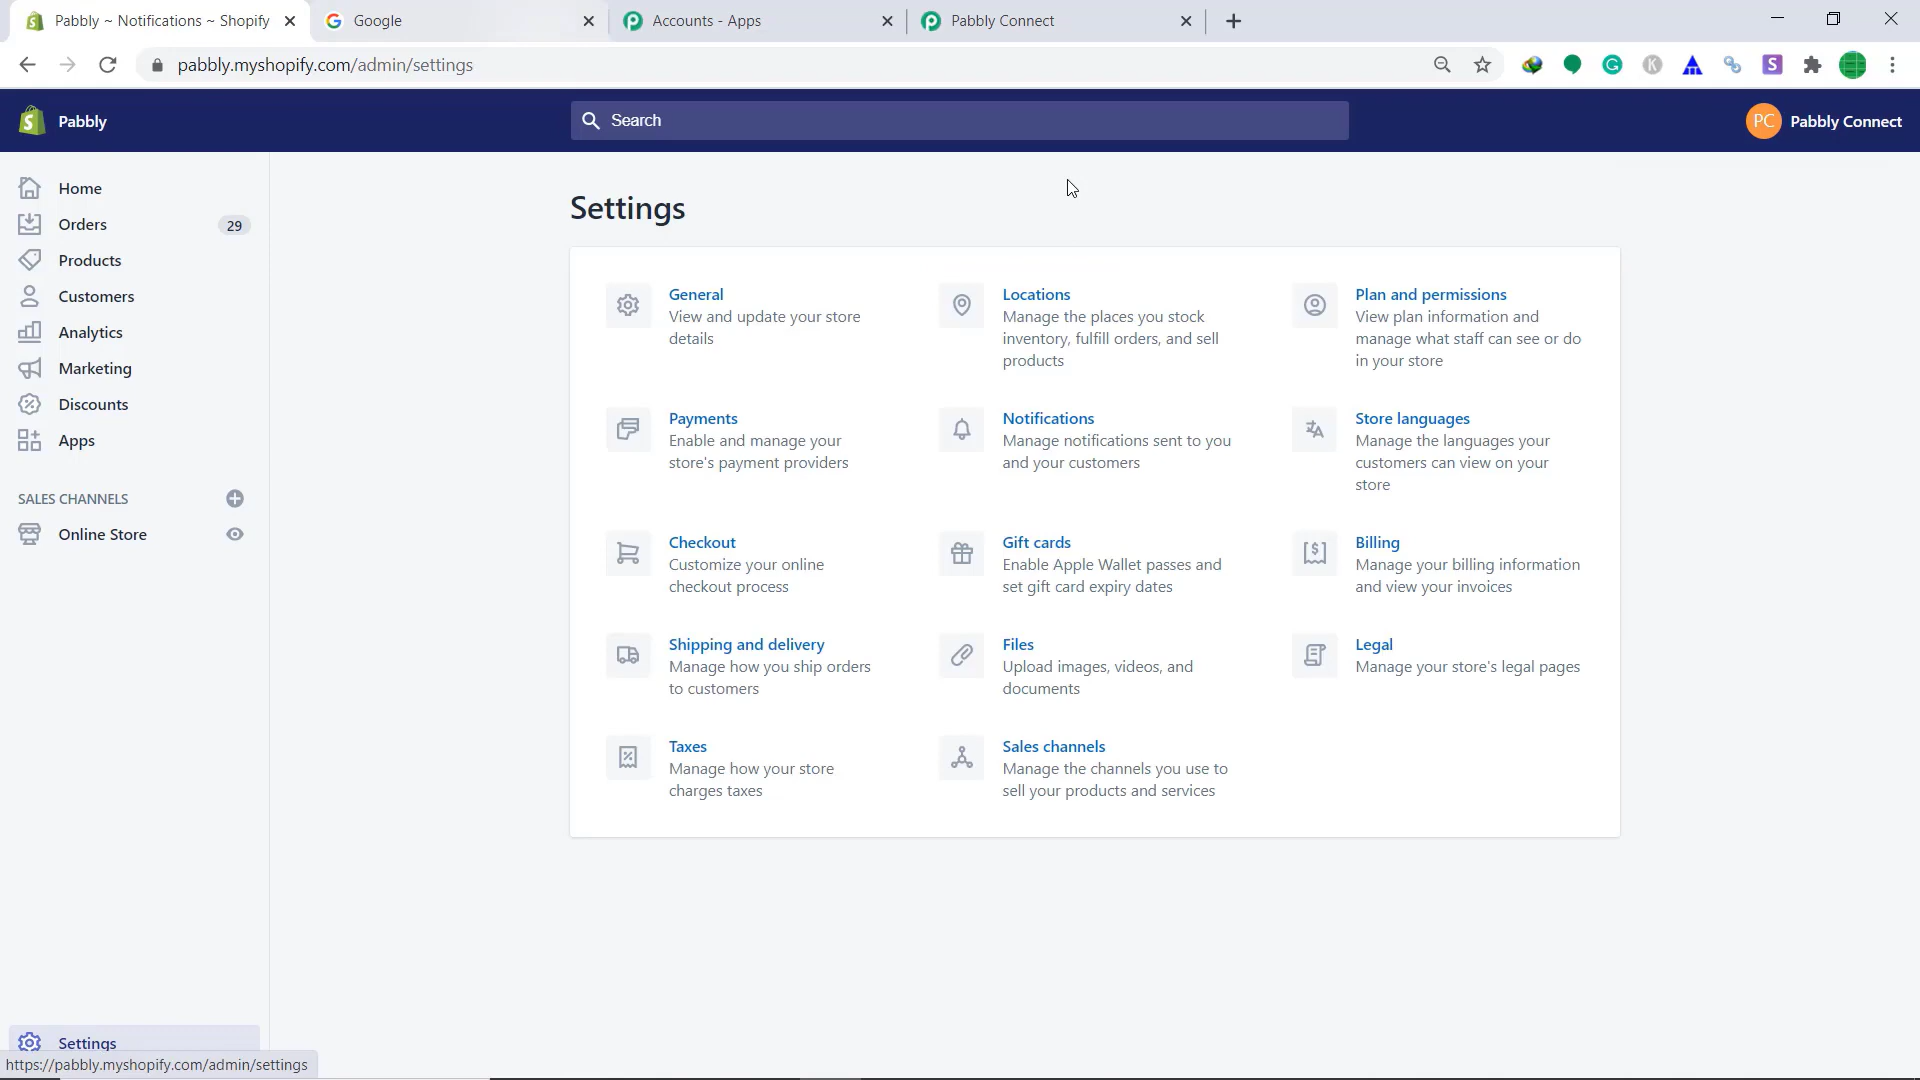 Pabbly ~ Notifications ~ Shopify
Google
Accounts - Apps
Pabbly Connect
pabbly.myshopify.com/admin/settings
Pabbly
Search
PC Pabbly Connect
Home
Orders 29
Products
Customers
Analytics
Marketing
Discounts
Apps
SALES CHANNELS
Online Store
Settings
https://pabbly.myshopify.com/admin/settings
Settings
General
View and update your store
details
Locations
Manage the places you stock
inventory, fulfill orders, and sell
products
Plan and permissions
View plan information and
manage what staff can see or do
in your store
Payments
Enable and manage your
store's payment providers
Notifications
Manage notifications sent to you
and your customers
Store languages
Manage the languages your
customers can view on your
store
Checkout
Customize your online
checkout process
Gift cards
Enable Apple Wallet passes and
set gift card expiry dates
Billing
Manage your billing information
and view your invoices
Shipping and delivery
Manage how you ship orders
to customers
Files
Upload images, videos, and
documents
Legal
Manage your store's legal pages
Taxes
Manage how your store
charges taxes
Sales channels
Manage the channels you use to
sell your products and services